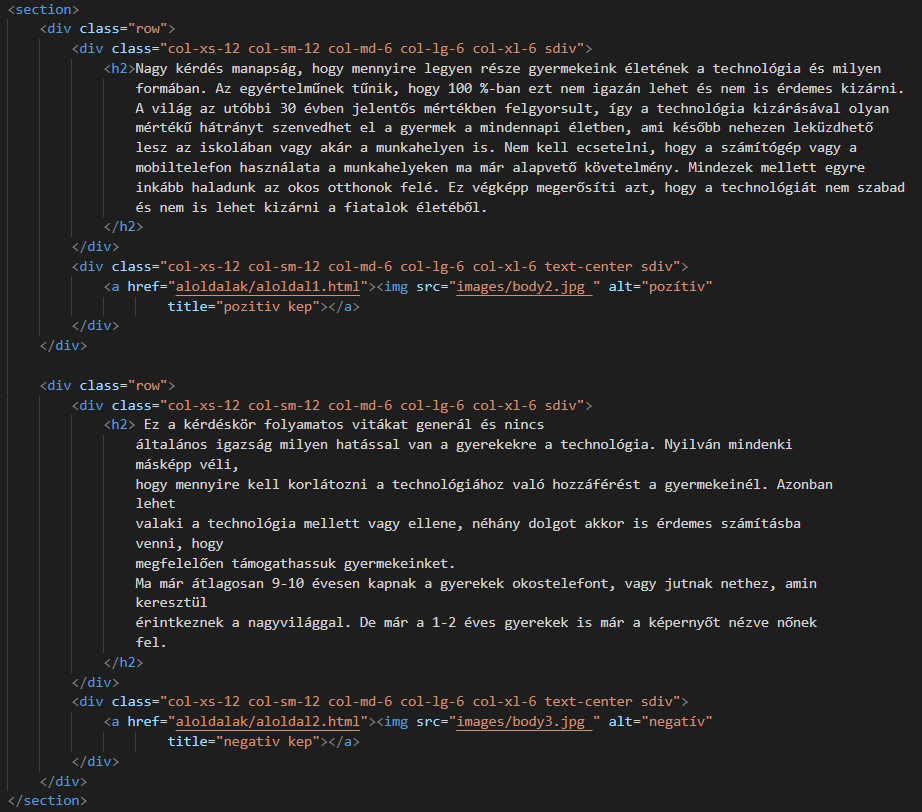 <section>
<div class="row">
<div class="col-xs-12 col-sm-12 col-md-6 col-lg-6 col-xl-6 sdiv">
<h2>Nagy kérdés manapság, hogy mennyire legyen része gyermekeink életének a technológia és milyen
formában. Az egyértelműnek tűnik, hogy 100 %-ban ezt nem igazán lehet és nem is érdemes kizárni.
A világ az utóbbi 30 évben jelentős mértékben felgyorsult, így a technológia kizárásával olyan
mértékű hátrányt szenvedhet el a gyermek a mindennapi életben, ami később nehezen leküzdhető
lesz az iskolában vagy akár a munkahelyen is. Nem kell ecsetelni, hogy a számítógép vagy a
mobiltelefon használata a munkahelyeken ma már alapvető követelmény. Mindezek mellett egyre
inkább haladunk az okos otthonok felé. Ez végképp megerősíti azt, hogy a technológiát nem szabad
és nem is lehet kizárni a fiatalok életéből.
</h2>
</div>
<div class="col-xs-12 col-sm-12 col-md-6 col-lg-6 col-xl-6 text-center sdiv">
<a href="aloldalak/aloldal1.html"><img src="images/body2.jpg " alt="pozítiv"
title="pozitiv kep"></a>
</div>
</div>
<div class="row">
<div class="col-xs-12 col-sm-12 col-md-6 col-lg-6 col-xl-6 sdiv">
<h2> Ez a kérdéskör folyamatos vitákat generál és nincs
általános igazság milyen hatással van a gyerekekre a technológia. Nyilván mindenki
másképp véli,
hogy mennyire kell korlátozni a technológiához való hozzáférést a gyermekeinél. Azonban
lehet
valaki a technológia mellett vagy ellene, néhány dolgot akkor is érdemes számításba
venni, hogy
megfelelően támogathassuk gyermekeinket.
Ma már átlagosan 9-10 évesen kapnak a gyerekek okostelefont, vagy jutnak nethez, amin
keresztül
érintkeznek a nagyvilággal. De már a 1-2 éves gyerekek is már a képernyőt nézve nőnek
fel.
</h2>
</div>
<div class="col-xs-12 col-sm-12 col-md-6 col-lg-6 col-xl-6 text-center sdiv">
<a href="aloldalak/aloldal2.html"><img src="images/body3.jpg " alt="negatív"
title="negativ kep"></a>
</div>
</div>
</section>